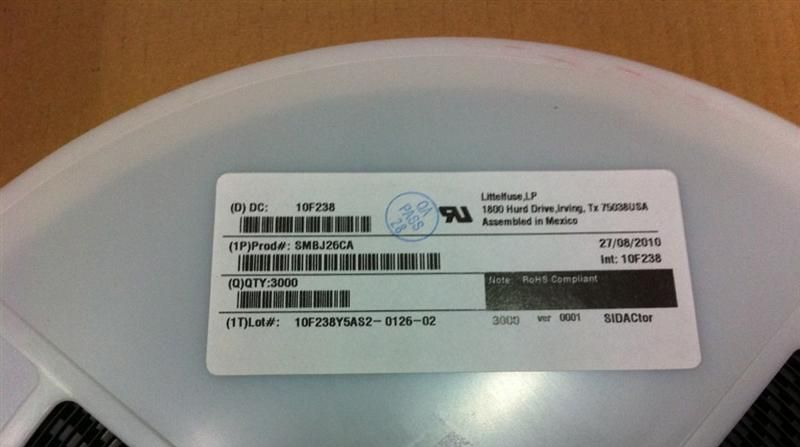 (D) DC: 10F238
QA
PASS
28
Littelfuse,LP
1800 Hurd Drive,Irving, Tx 75038USA
Assembled in Mexico
(1P)Prod#: SMBJ26CA
27/08/2010
Int: 10F238
(Q)QTY:3000
Note: RoHS Compliant
(1T)Lot#: 10F238Y5AS2-0126-02
3000 ver 0001 SIDACtor